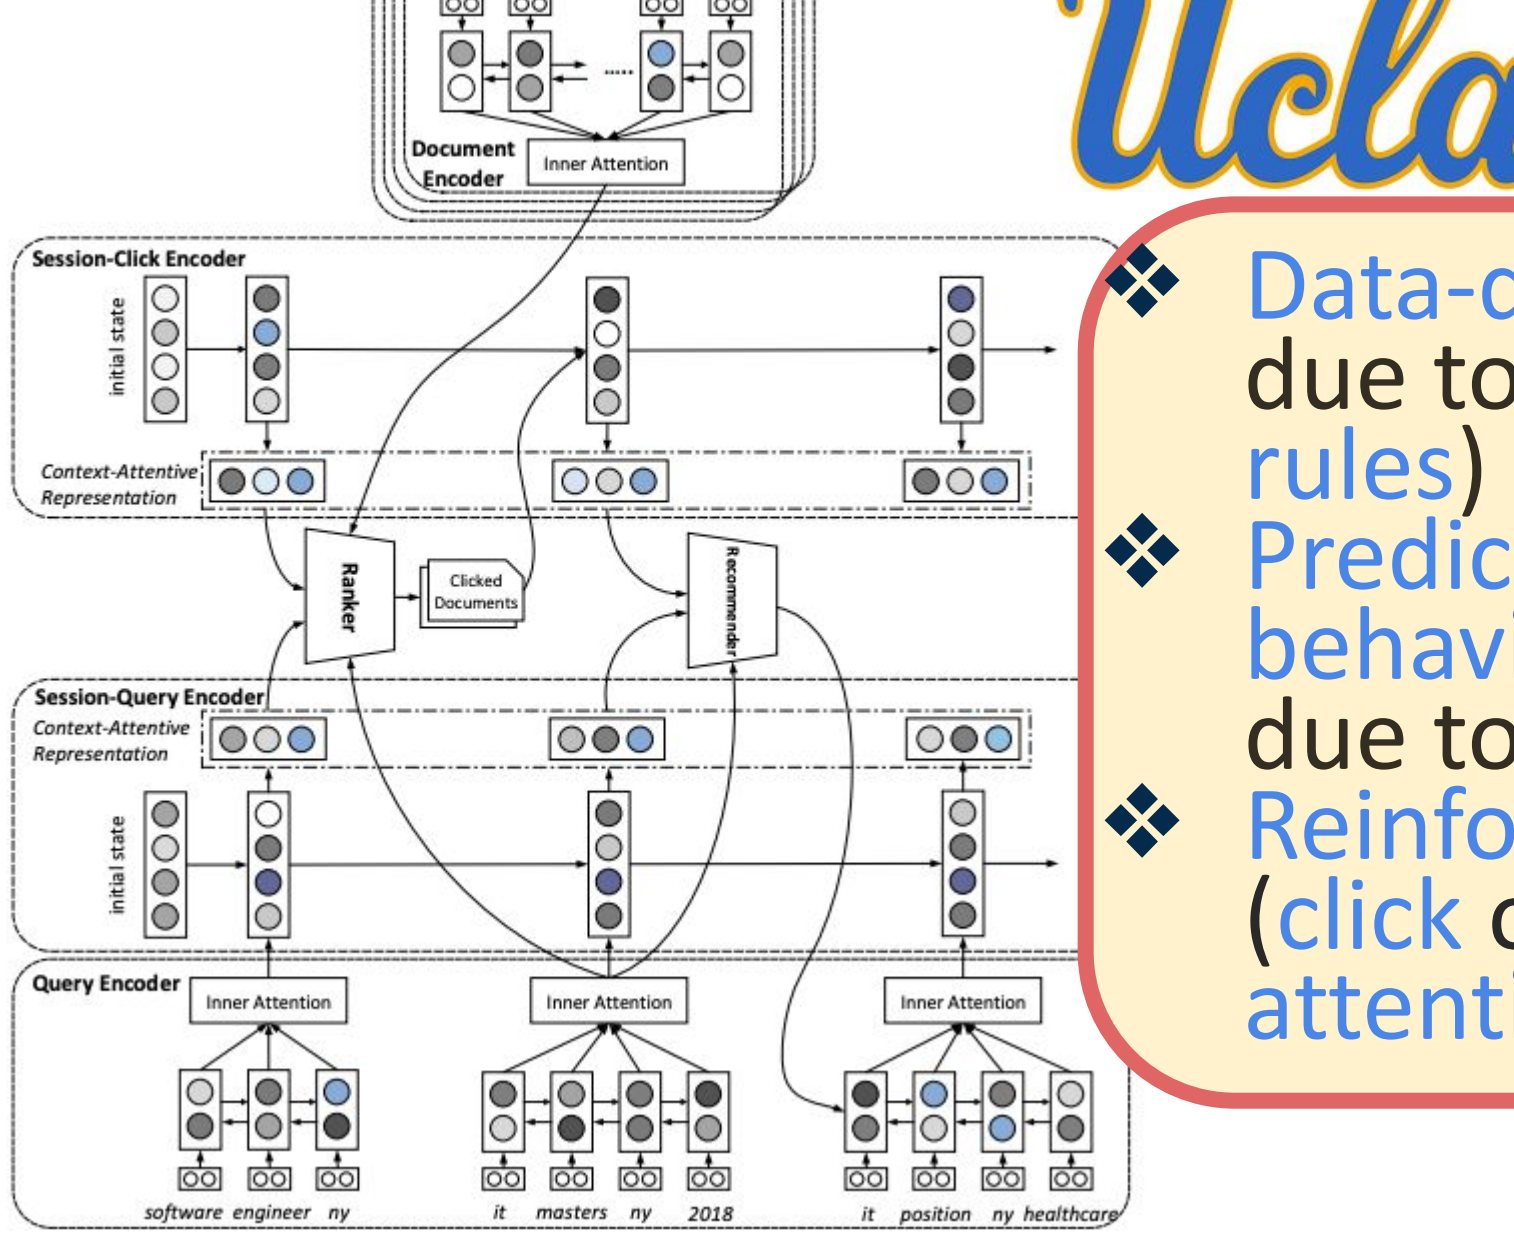 Document
Encoder
Inner Attention
Ucla
Session-Click Encoder
initial state
Context-Attentive
Representation
Ranker
Clicked
Documents
Recommender
Session-Query Encoder
Context-Attentive
Representation
initial state
Query Encoder
Inner Attention
Inner Attention
Inner Attention
software engineer ny
it masters ny 2018
it position ny healthcare
Data-
due to
rules)
Predic
behavi
due to
Reinfo
(click
attenti